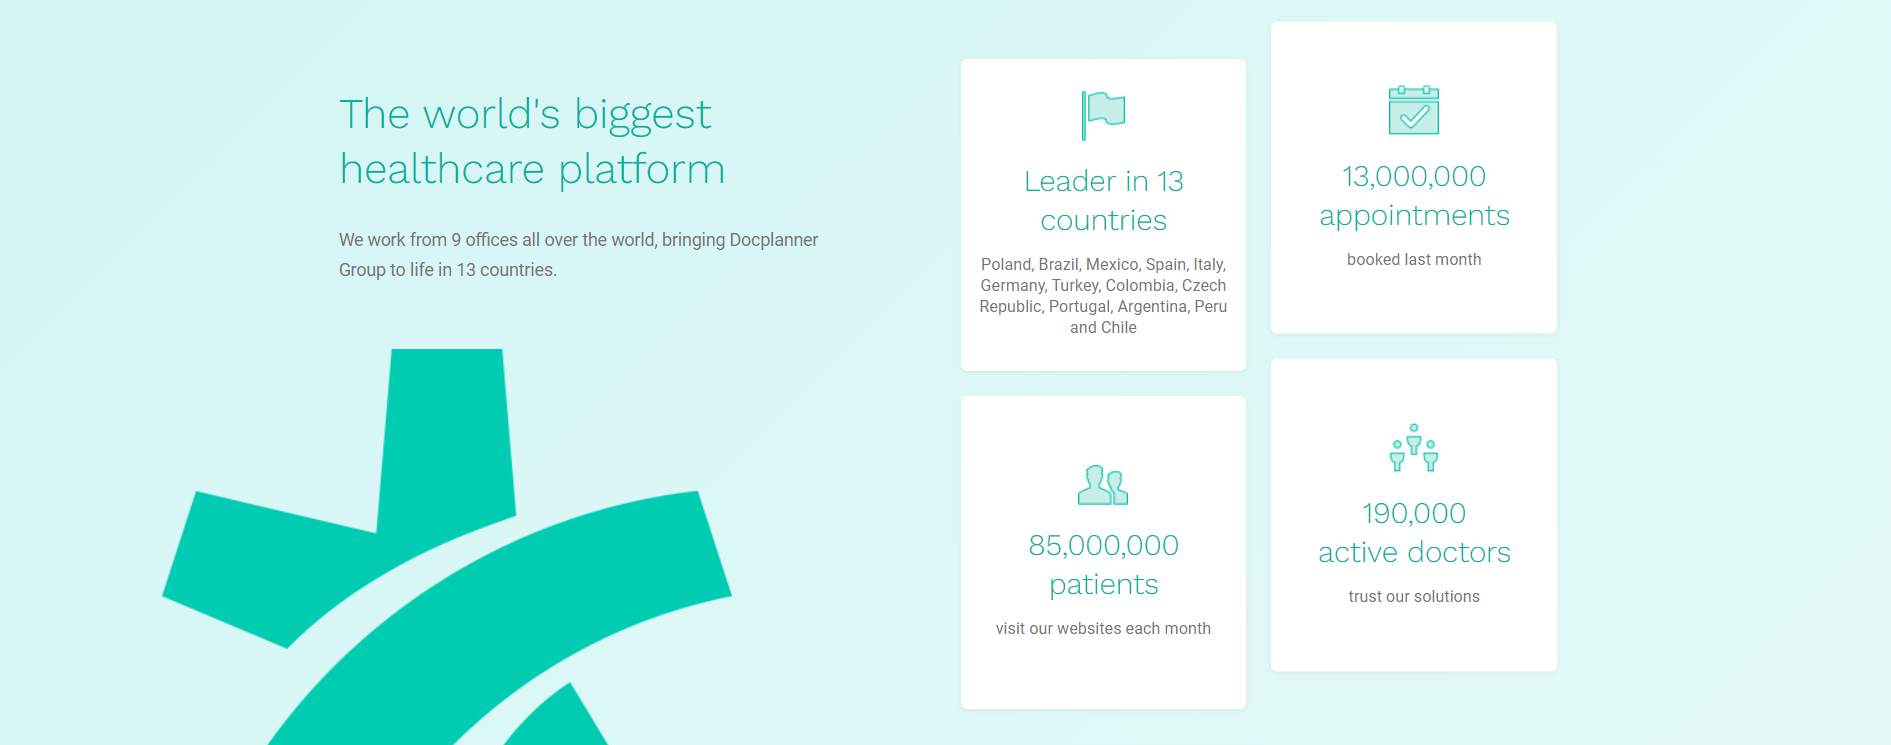 The world's biggest
healthcare platform
We work from 9 offices all over the world, bringing Docplanner
Group to life in 13 countries.
Leader in 13
countries
Poland, Brazil, Mexico, Spain, Italy,
Germany, Turkey, Colombia, Czech
Republic, Portugal, Argentina, Peru
and Chile
13,000,000
appointments
booked last month
85,000,000
patients
visit our websites each month
190,000
active doctors
trust our solutions